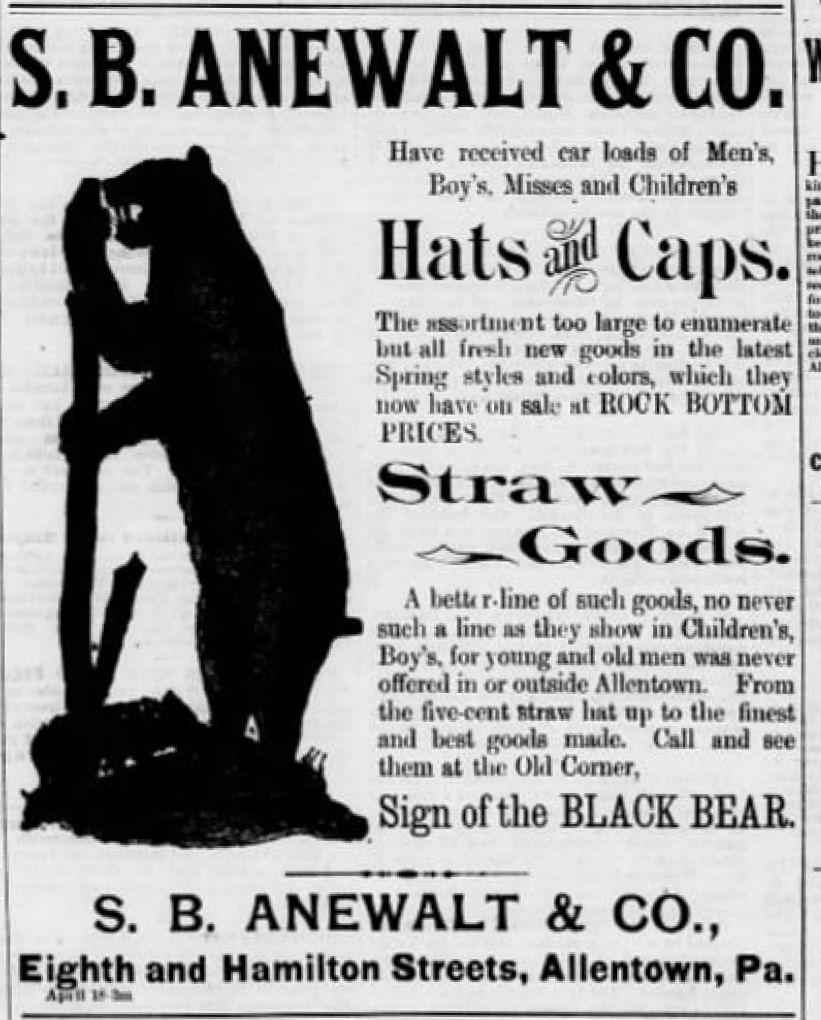 S. B. ANEWALT & CO.
Have received car loads of Men's,
Boy's, Misses and Children's
Hats and Caps.
The assortment too large to enumerate
but all fresh new goods in the latest
Spring styles and colors, which they
now have on sale at ROCK BOTTOM
PRICES.
Straw
Goods.
A better line of such goods, no never
such a line as they show in Children's,
Boy's, for young and old men was never
offered in or outside Allentown. From
the five-cent straw hat up to the finest
and best goods made. Call and see
them at the Old Corner,
Sign of the BLACK BEAR.
S. B. ANEWALT & CO.,
Eighth and Hamilton Streets, Allentown, Pa.
April 18-3m